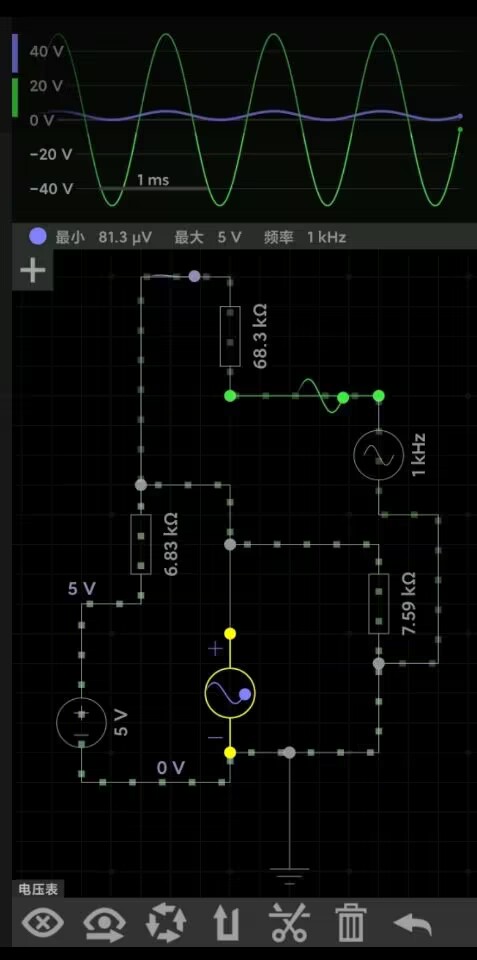 40 V
20 V
0 V
−20 V
−40 V
1 ms
最小 81.3 µV 最大 5 V 频率 1 kHz
68.3 kΩ
1 kHz
6.83 kΩ
5 V
7.59 kΩ
5 V
0 V
电压表